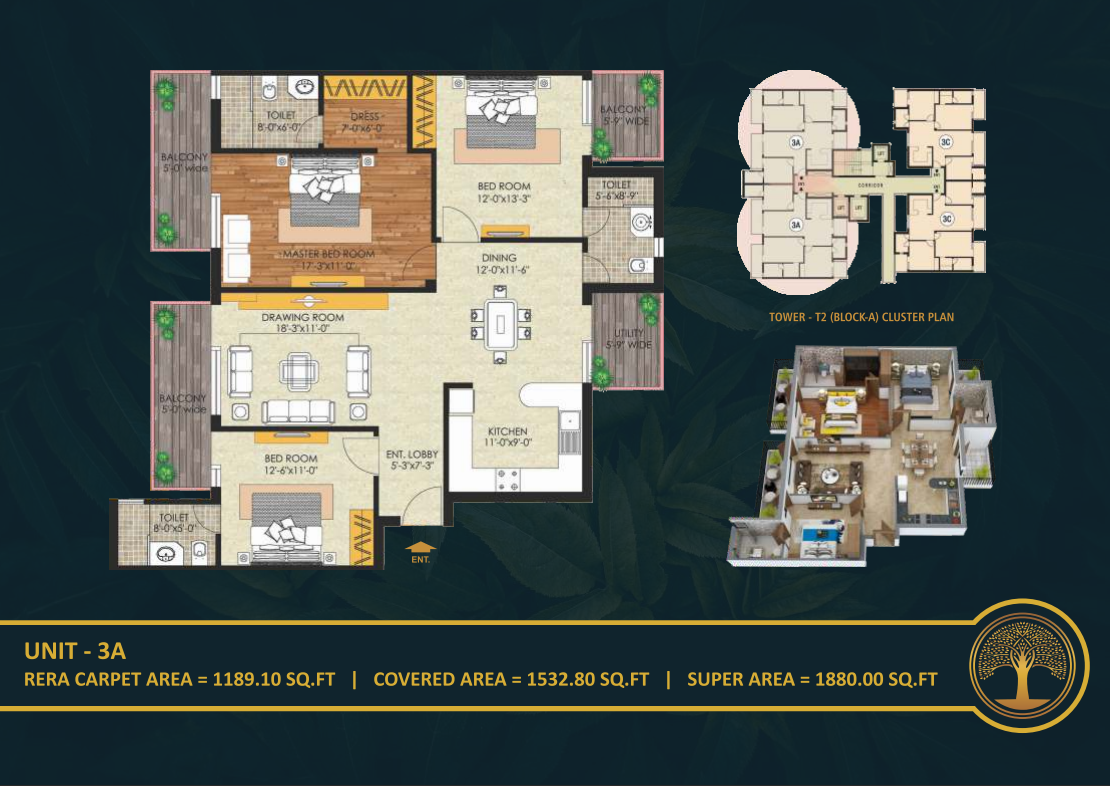 TOILET
8'-0"x6'-0"
DRESS
7'-0"x6'-0"
BALCONY
5'-9" WIDE
BALCONY
5'-0" wide
BED ROOM
12'-0"x13'-3"
TOILET
5'-6"x8'-9"
MASTER BED ROOM
17'-3"x11'-0"
DINING
12'-0"x11'-6"
DRAWING ROOM
18'-3"x11'-0"
UTILITY
5'-9" WIDE
BALCONY
5'-0" wide
KITCHEN
11'-0"x9'-0"
ENT. LOBBY
5'-3"x7'-3"
BED ROOM
12'-6"x11'-0"
TOILET
8'-0"x5'-0"
ENT.
3A
3C
LIFT
CORRIDOR
LIFT
LIFT
3A
3C
TOWER - T2 (BLOCK-A) CLUSTER PLAN
UNIT - 3A
RERA CARPET AREA = 1189.10 SQ.FT | COVERED AREA = 1532.80 SQ.FT | SUPER AREA = 1880.00 SQ.FT